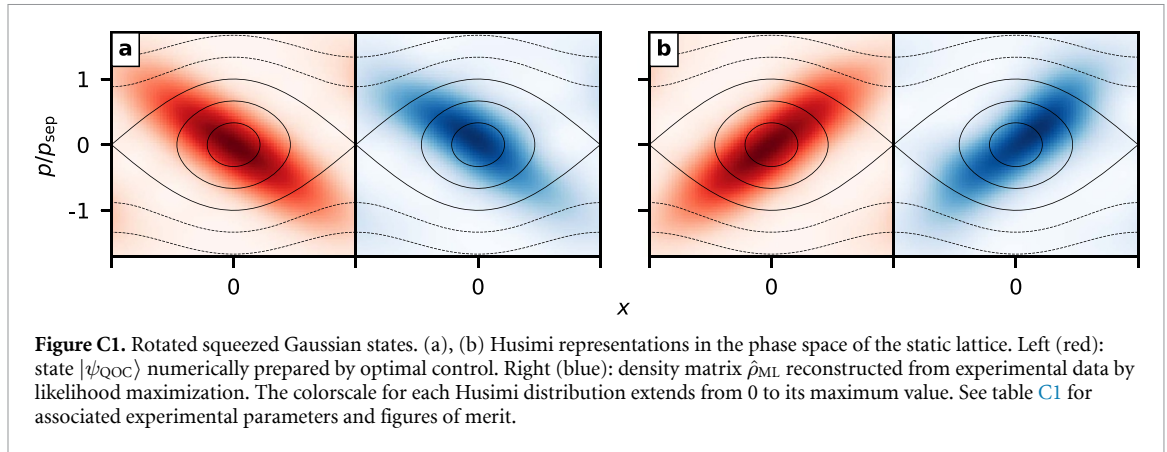 a
b
1
0
-1
p/p_sep
0
0
0
0
x
Figure C1. Rotated squeezed Gaussian states. (a), (b) Husimi representations in the phase space of the static lattice. Left (red):
state |ψ_QOC⟩ numerically prepared by optimal control. Right (blue): density matrix ρ̂_ML reconstructed from experimental data by
likelihood maximization. The colorscale for each Husimi distribution extends from 0 to its maximum value. See table C1 for
associated experimental parameters and figures of merit.